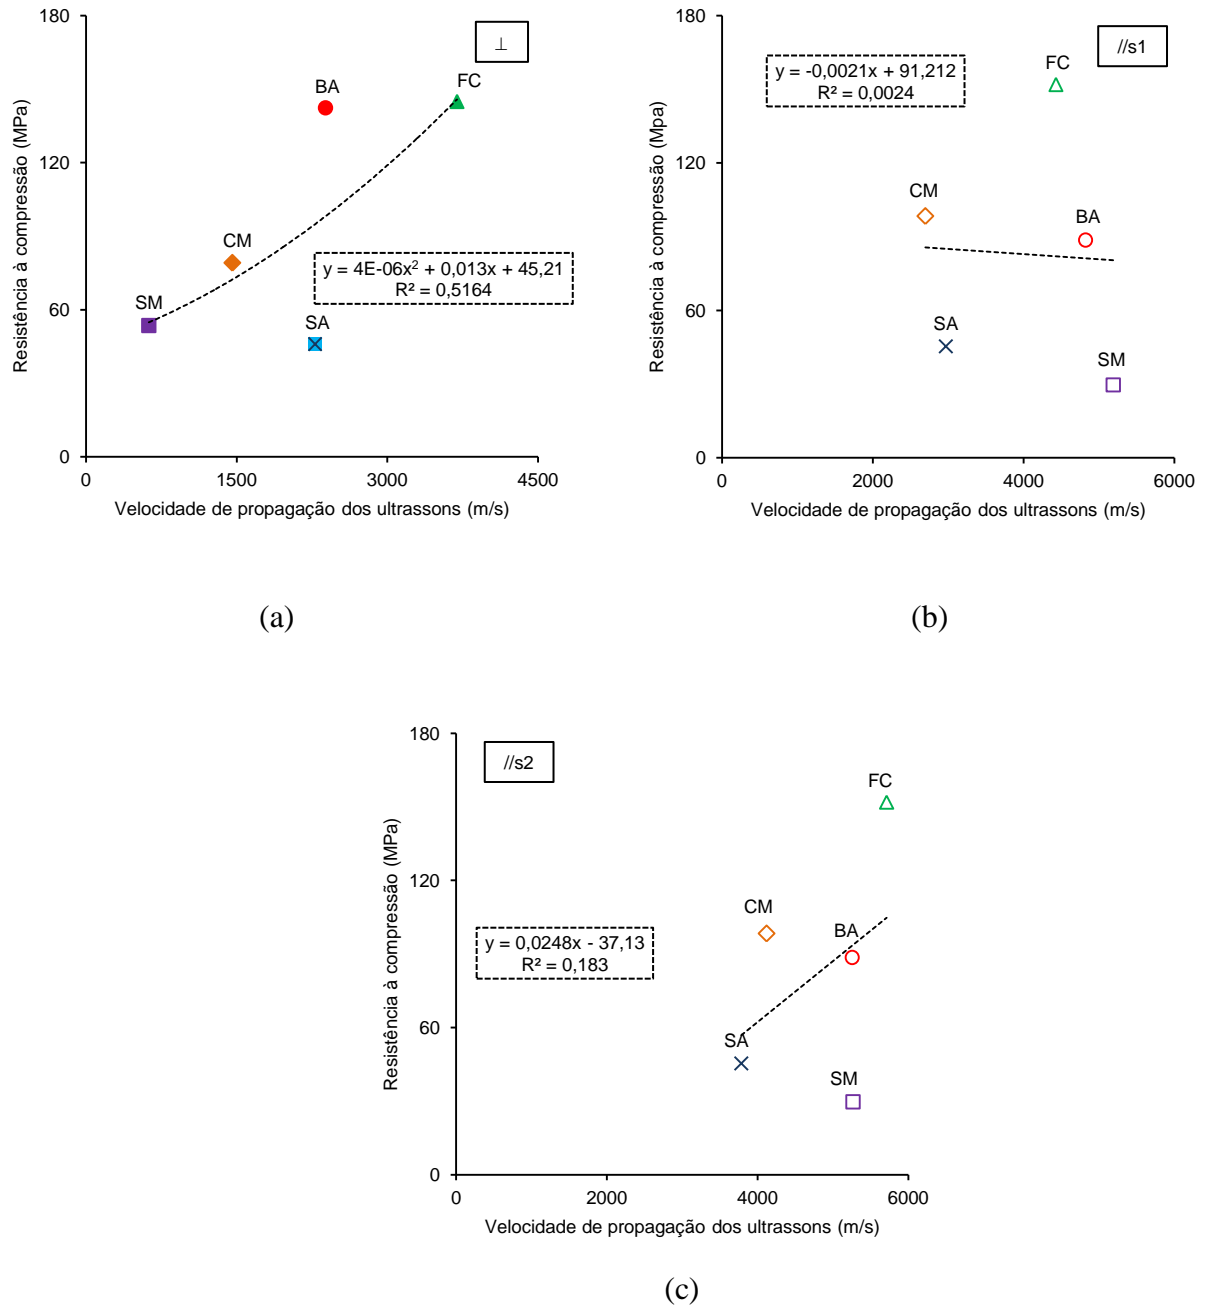 180
120
60
0
Resistência à compressão (MPa)
⊥
BA
FC
CM
SM
SA
y = 4E-06x² + 0,013x + 45,21
R² = 0,5164
0
1500
3000
4500
Velocidade de propagação dos ultrassons (m/s)
(a)
180
120
60
0
Resistência à compressão (Mpa)
//s1
y = -0,0021x + 91,212
R² = 0,0024
FC
CM
BA
SA
SM
0
2000
4000
6000
Velocidade de propagação dos ultrassons (m/s)
(b)
180
120
60
0
Resistência à compressão (MPa)
//s2
FC
CM
BA
y = 0,0248x - 37,13
R² = 0,183
SA
SM
0
2000
4000
6000
Velocidade de propagação dos ultrassons (m/s)
(c)